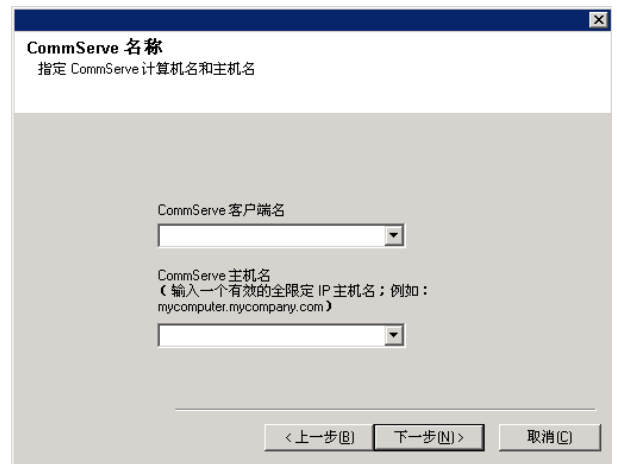 CommServe 名称
指定 CommServe 计算机名和主机名
CommServe 客户端名
CommServe 主机名
（输入一个有效的全限定 IP 主机名；例如：
mycomputer.mycompany.com）
<上一步(B)
下一步(N)>
取消(C)